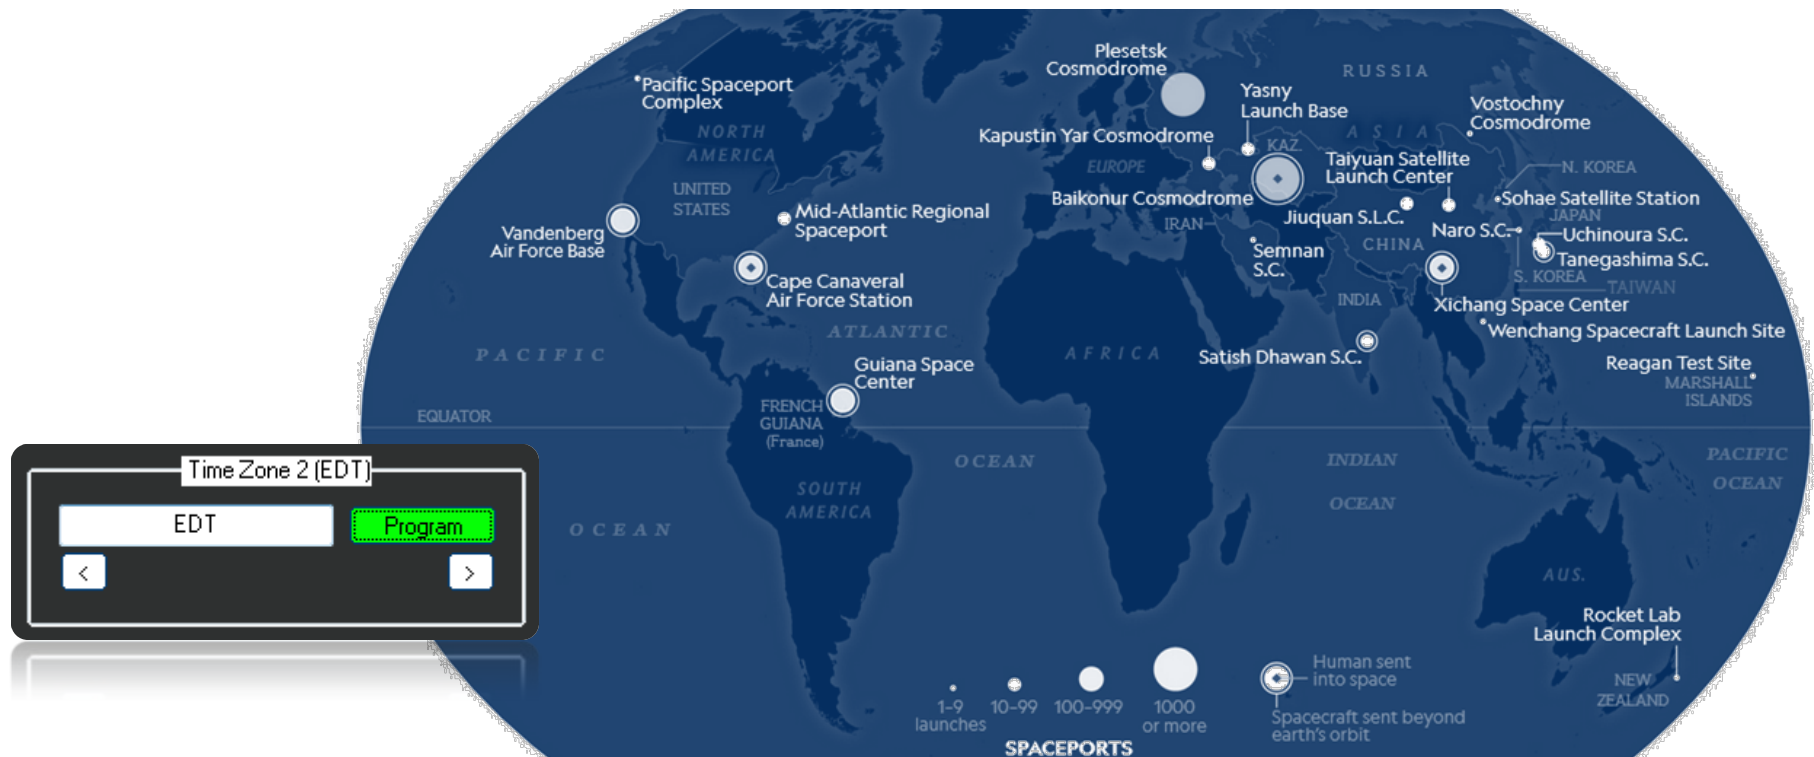 Plesetsk
Cosmodrome
RUSSIA
Pacific Spaceport
Complex
Yasny
Launch Base
Vostochny
Cosmodrome
NORTH
AMERICA
Kapustin Yar Cosmodrome
ASIA
KAZ.
EUROPE
Taiyuan Satellite
Launch Center
N. KOREA
UNITED
STATES
Baikonur Cosmodrome
Sohae Satellite Station
Mid-Atlantic Regional
Spaceport
Jiuquan S.L.C.
JAPAN
IRAN
Naro S.C.
Uchinoura S.C.
Vandenberg
Air Force Base
CHINA
Semnan
S.C.
Tanegashima S.C.
S. KOREA
Cape Canaveral
Air Force Station
TAIWAN
INDIA
Xichang Space Center
ATLANTIC
Wenchang Spacecraft Launch Site
PACIFIC
AFRICA
Satish Dhawan S.C.
Guiana Space
Center
Reagan Test Site
MARSHALL
ISLANDS
FRENCH
GUIANA
(France)
EQUATOR
OCEAN
INDIAN
OCEAN
PACIFIC
OCEAN
Time Zone 2 (EDT)
SOUTH
AMERICA
EDT
Program
OCEAN
<
>
AUS.
Rocket Lab
Launch Complex
NEW
ZEALAND
1–9
launches
10–99
100–999
1000
or more
Human sent
into space
Spacecraft sent beyond
earth's orbit
SPACEPORTS